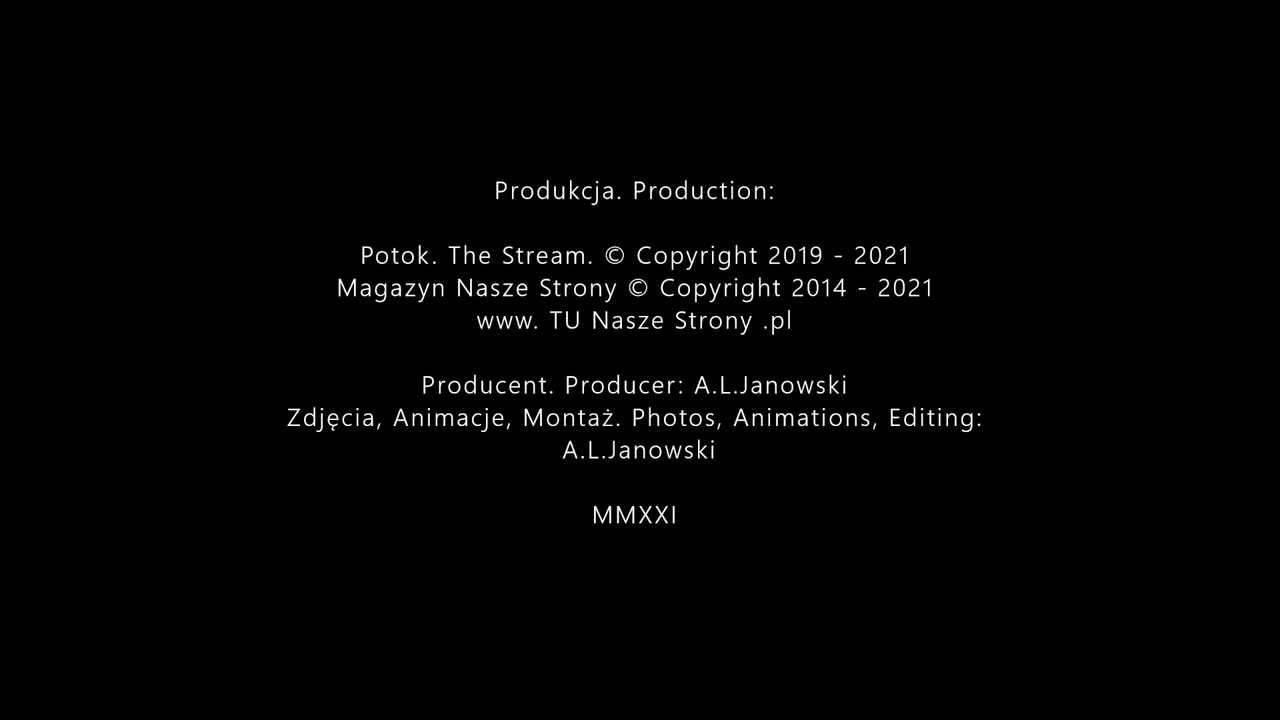 Produkcja. Production:
Potok. The Stream. © Copyright 2019 - 2021
Magazyn Nasze Strony © Copyright 2014 - 2021
www. TU Nasze Strony .pl
Producent. Producer: A.L.Janowski
Zdjęcia, Animacje, Montaż. Photos, Animations, Editing:
A.L.Janowski
MMXXI